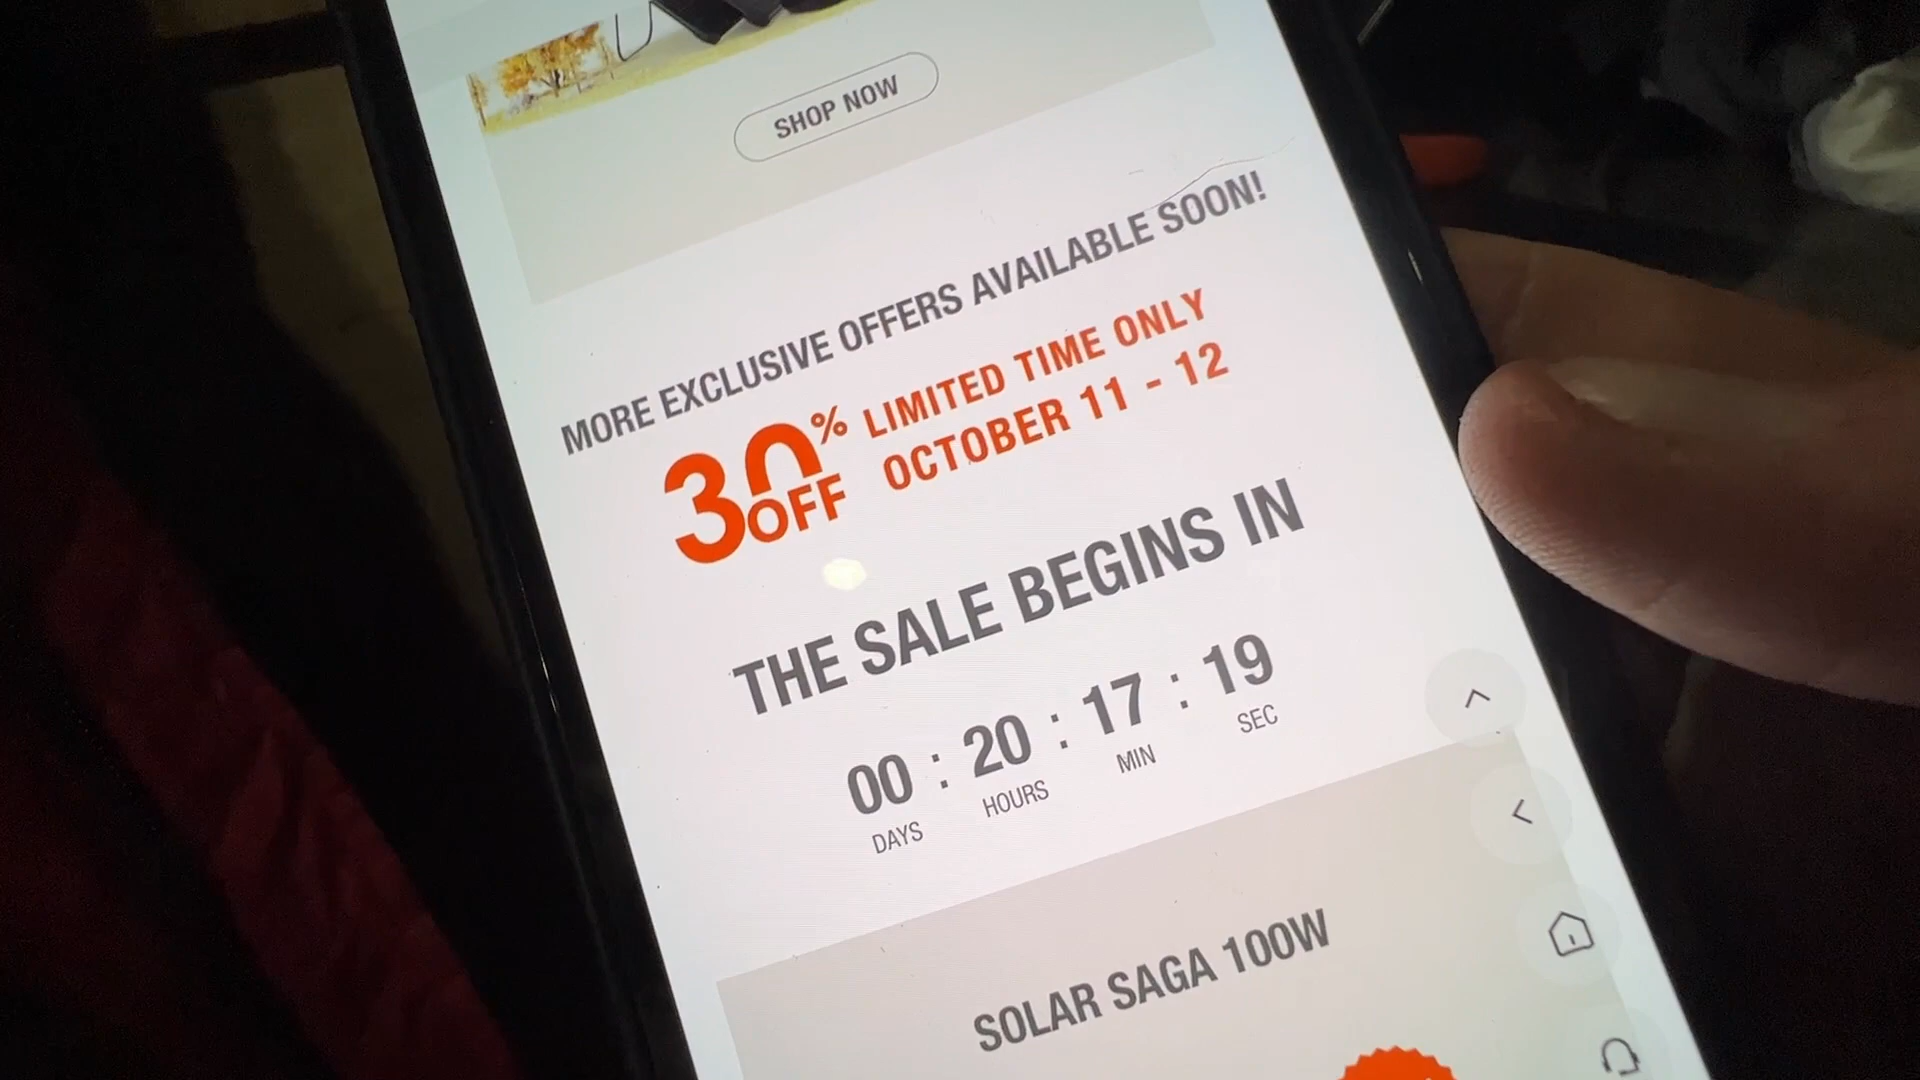 SHOP NOW
MORE EXCLUSIVE OFFERS AVAILABLE SOON!
30% OFF
LIMITED TIME ONLY
OCTOBER 11 - 12
THE SALE BEGINS IN
00 : 20 : 17 : 19
DAYS HOURS MIN SEC
SOLAR SAGA 100W